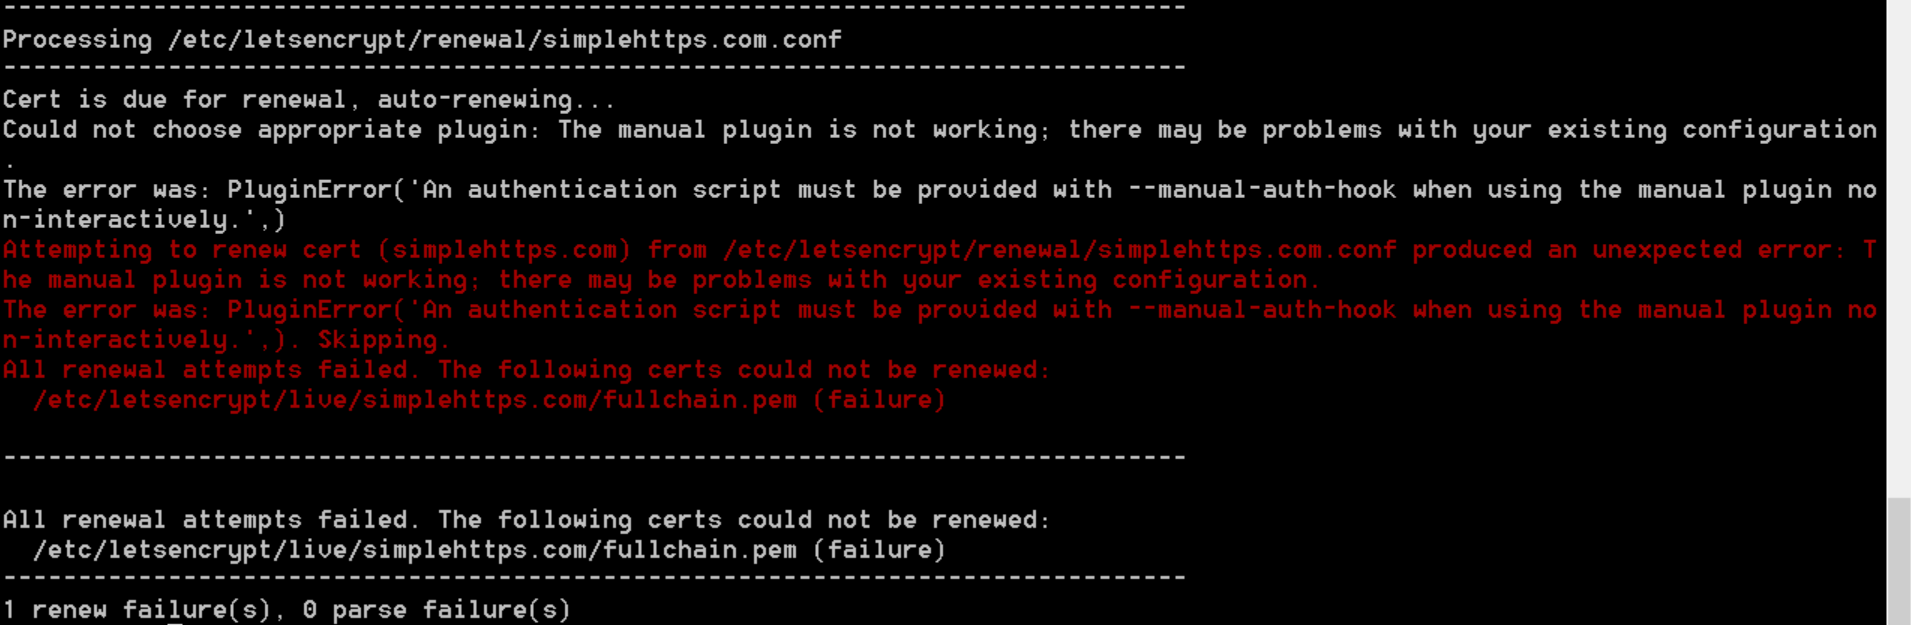 --------------------------------------------------------------------------------
Processing /etc/letsencrypt/renewal/simplehttps.com.conf
--------------------------------------------------------------------------------
Cert is due for renewal, auto-renewing...
Could not choose appropriate plugin: The manual plugin is not working; there may be problems with your existing configuration
.
The error was: PluginError('An authentication script must be provided with --manual-auth-hook when using the manual plugin no
n-interactively.',)
Attempting to renew cert (simplehttps.com) from /etc/letsencrypt/renewal/simplehttps.com.conf produced an unexpected error: T
he manual plugin is not working; there may be problems with your existing configuration.
The error was: PluginError('An authentication script must be provided with --manual-auth-hook when using the manual plugin no
n-interactively.',). Skipping.
All renewal attempts failed. The following certs could not be renewed:
  /etc/letsencrypt/live/simplehttps.com/fullchain.pem (failure)
--------------------------------------------------------------------------------
All renewal attempts failed. The following certs could not be renewed:
  /etc/letsencrypt/live/simplehttps.com/fullchain.pem (failure)
--------------------------------------------------------------------------------
1 renew failure(s), 0 parse failure(s)